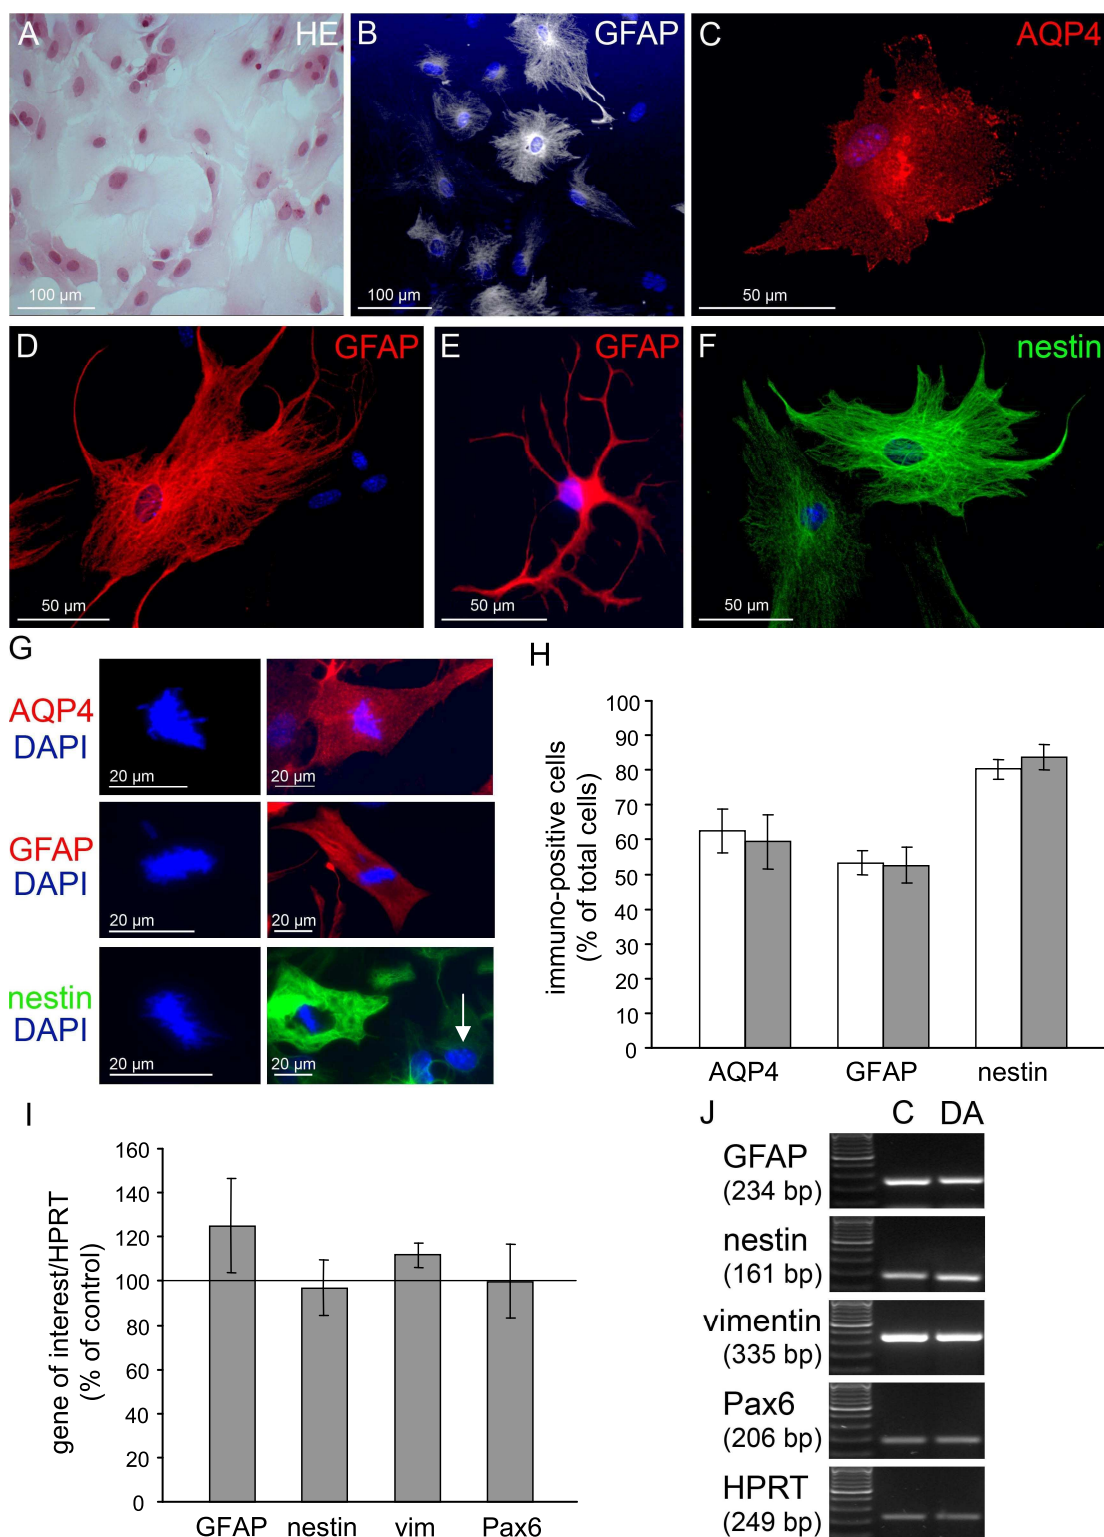 A HE
100 µm
B GFAP
100 µm
C AQP4
50 µm
D GFAP
50 µm
E GFAP
50 µm
F nestin
50 µm
G
AQP4
DAPI
20 µm
20 µm
GFAP
DAPI
20 µm
20 µm
nestin
DAPI
20 µm
20 µm
H
immuno-positive cells
(% of total cells)
100
90
80
70
60
50
40
30
20
10
0
AQP4 GFAP nestin
I
gene of interest/HPRT
(% of control)
160
140
120
100
80
60
40
20
0
GFAP nestin vim Pax6
J C DA
GFAP
(234 bp)
nestin
(161 bp)
vimentin
(335 bp)
Pax6
(206 bp)
HPRT
(249 bp)